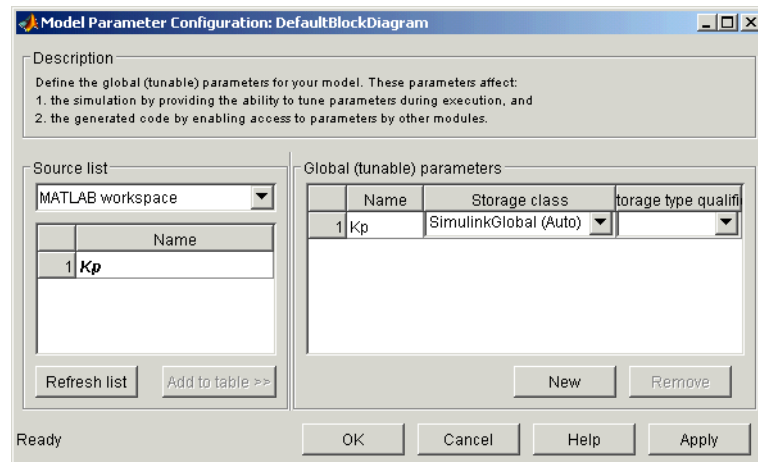 Model Parameter Configuration: DefaultBlockDiagram
Description
Define the global (tunable) parameters for your model. These parameters affect:
1. the simulation by providing the ability to tune parameters during execution, and
2. the generated code by enabling access to parameters by other modules.
Source list
MATLAB workspace
Name
1 Kp
Refresh list
Add to table >>
Global (tunable) parameters
Name Storage class torage type qualifi
1 Kp SimulinkGlobal (Auto)
New
Remove
Ready
OK
Cancel
Help
Apply